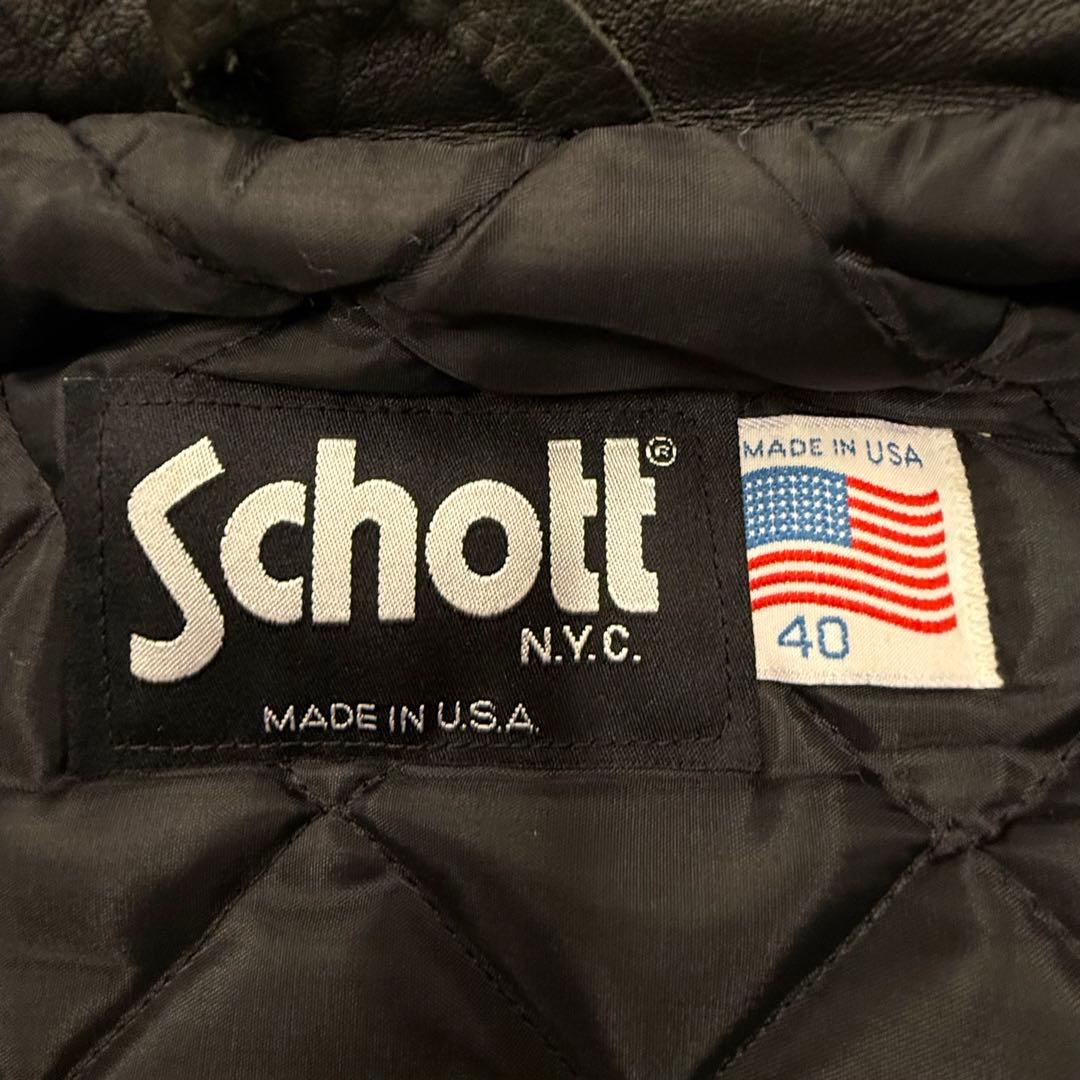 Schott®
N.Y.C.
MADE IN U.S.A.
MADE IN USA
40